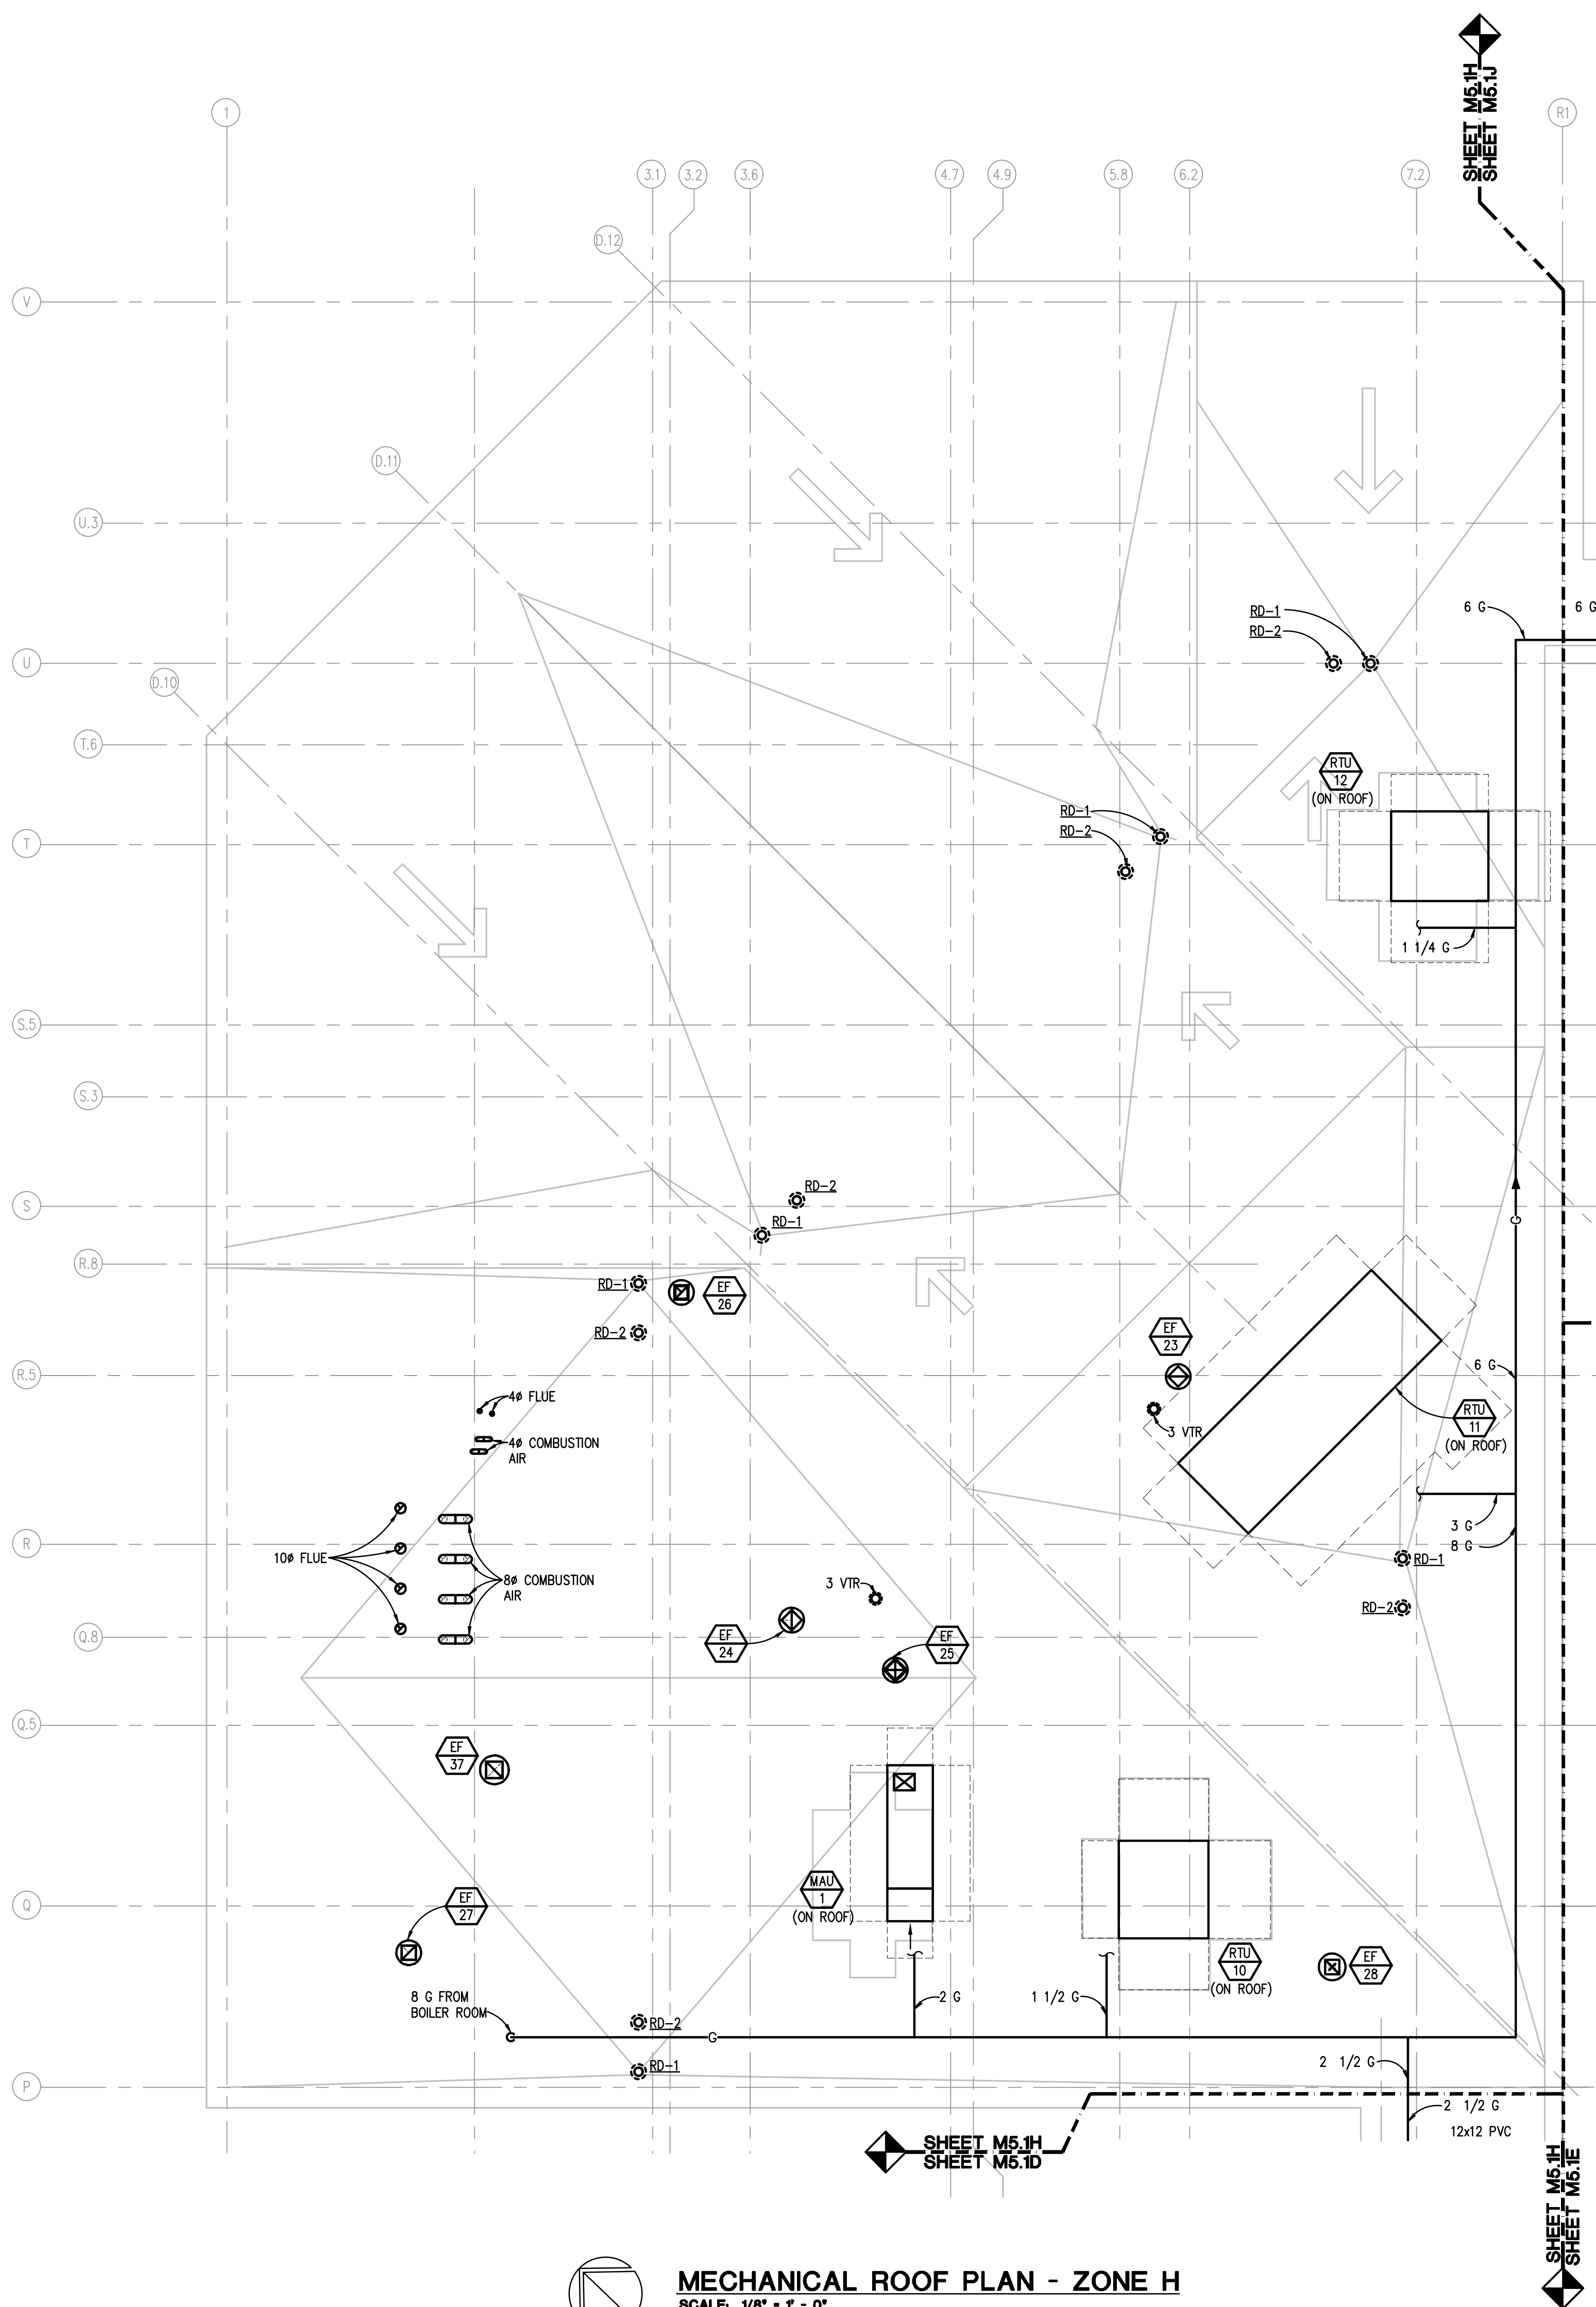 SHEET M5.1H
SHEET M5.1J
1
R1
3.1
3.2
3.6
4.7
4.9
5.8
6.2
7.2
D.12
V
D.11
U.3
RD-1
6 G
6 G
RD-2
U
D.10
T.6
RTU
12
(ON ROOF)
RD-1
RD-2
T
1 1/4 G
S.5
S.3
RD-2
S
RD-1
G
R.8
RD-1
EF
26
RD-2
EF
23
R.5
6 G
4ø FLUE
RTU
11
(ON ROOF)
3 VTR
4ø COMBUSTION
AIR
3 G
R
8 G
10ø FLUE
RD-1
8ø COMBUSTION
AIR
3 VTR
RD-2
Q.8
EF
24
EF
25
Q.5
EF
37
MAU
1
(ON ROOF)
Q
EF
27
RTU
10
(ON ROOF)
EF
28
8 G FROM
BOILER ROOM
2 G
1 1/2 G
RD-2
G
RD-1
2 1/2 G
P
2 1/2 G
12x12 PVC
SHEET M5.1H
SHEET M5.1D
SHEET M5.1H
SHEET M5.1E
MECHANICAL ROOF PLAN - ZONE H
SCALE: 1/8" = 1' - 0"